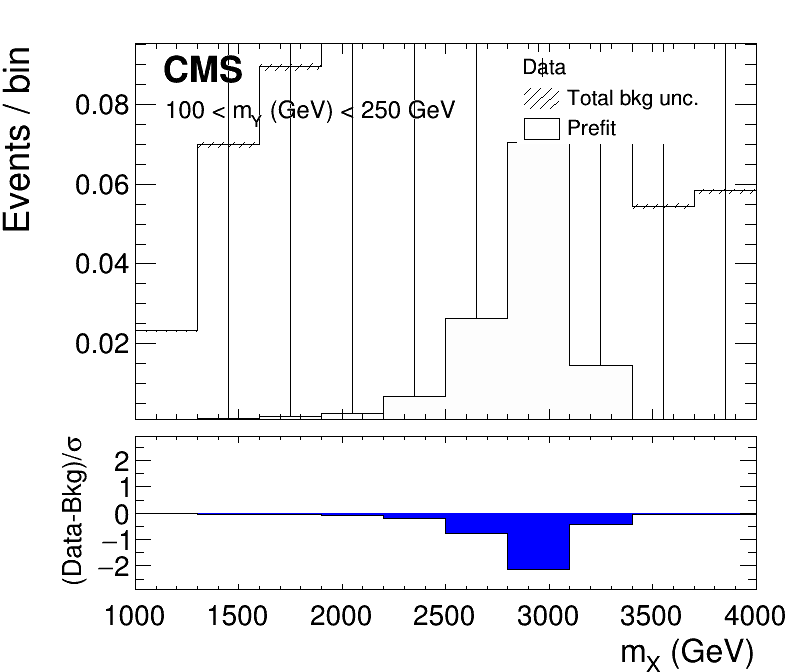 CMS
100 < mY (GeV) < 250 GeV
Data
Total bkg unc.
Prefit
Events / bin
0.08
0.06
0.04
0.02
(Data-Bkg)/σ
2
1
0
−1
−2
1000 1500 2000 2500 3000 3500 4000
mX (GeV)